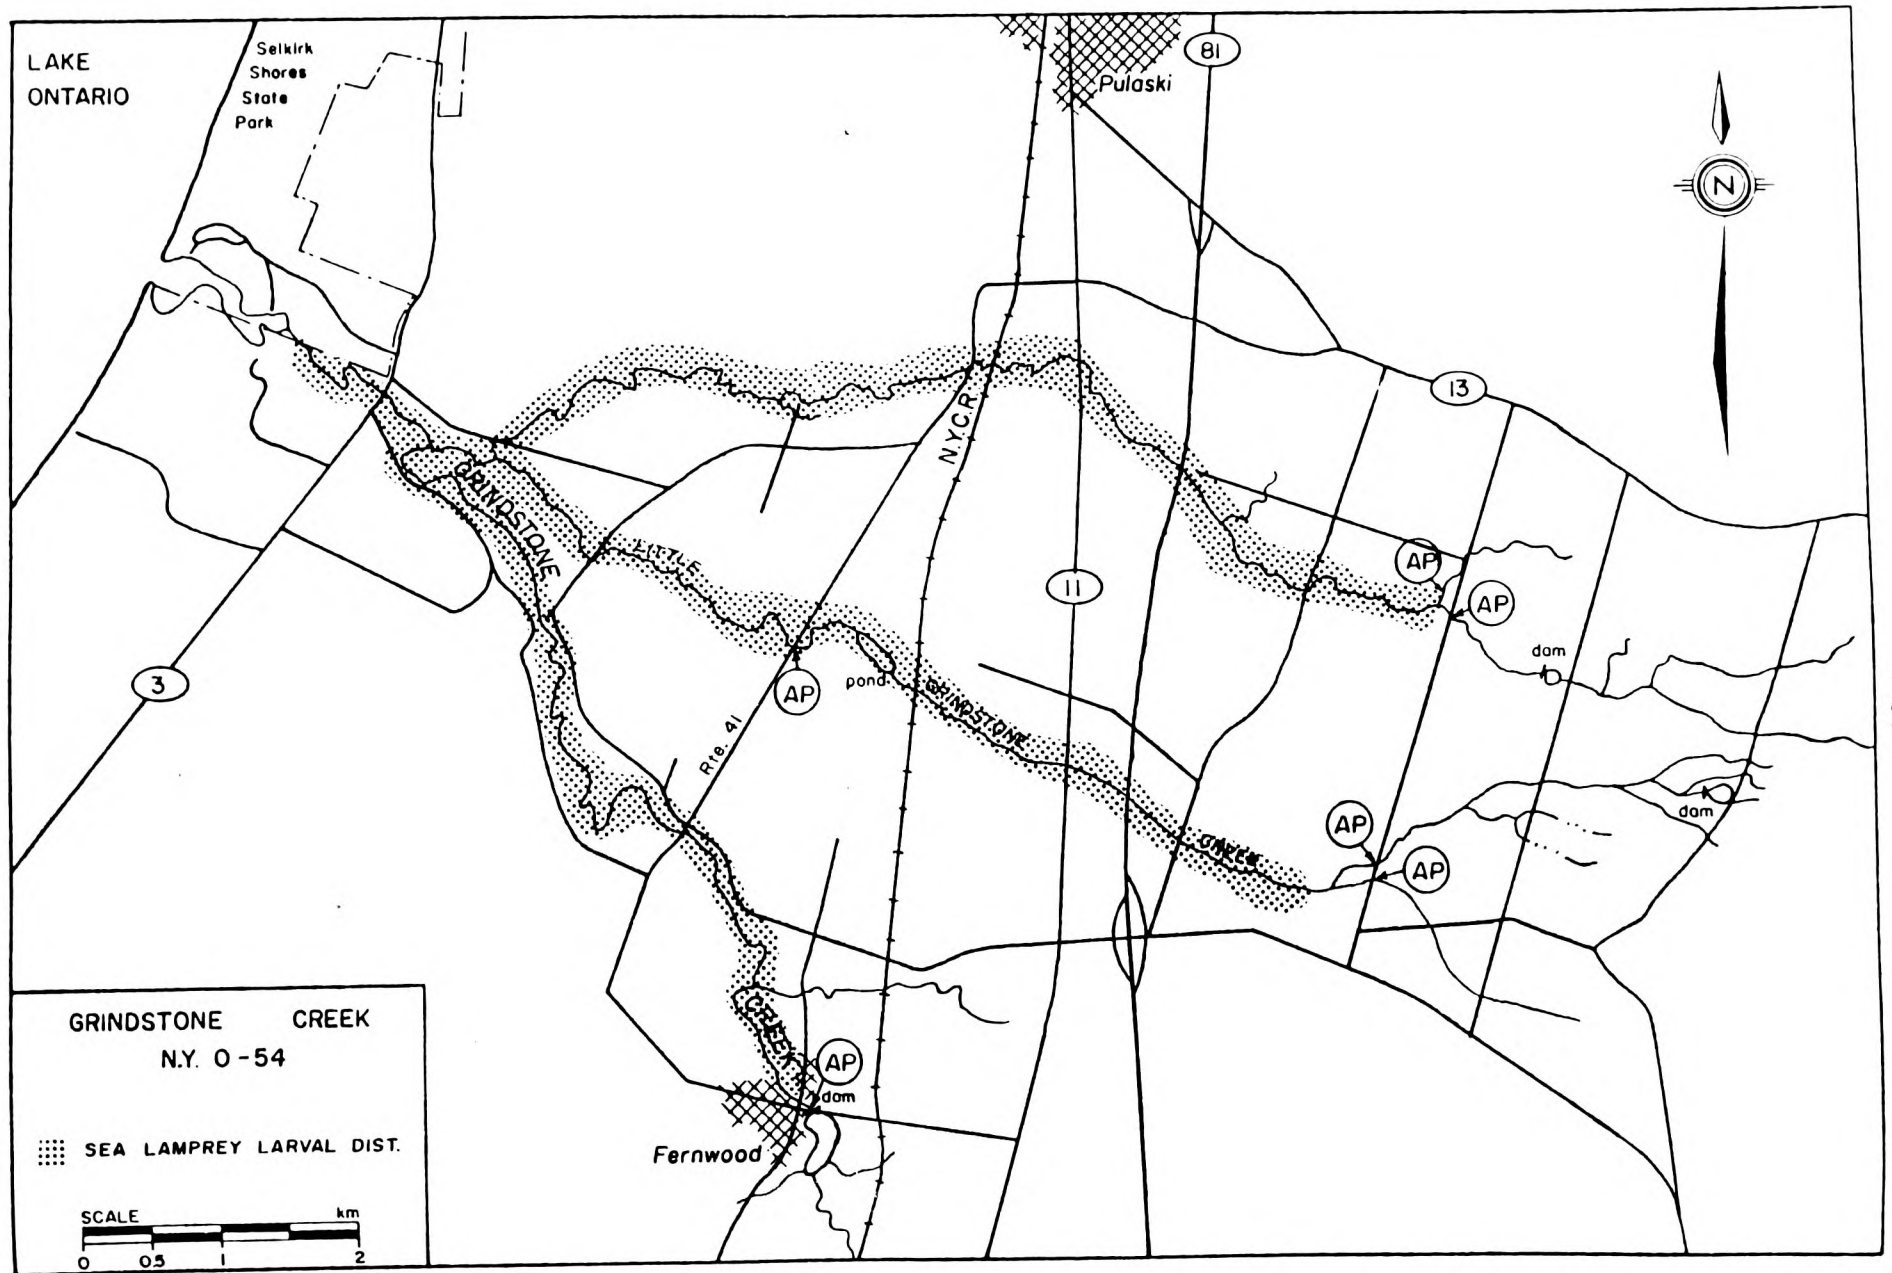 LAKE
ONTARIO
Selkirk
Shores
State
Park
Pulaski
81
N
13
N.Y.C.R.
GRINDSTONE
LITTLE
11
AP
AP
dam
3
AP
pond
GRINDSTONE
Rte. 41
dam
AP
AP
CREEK
CREEK
AP
dam
Fernwood
GRINDSTONE CREEK
N.Y. O-54
SEA LAMPREY LARVAL DIST.
SCALE km
0 0.5 1 2